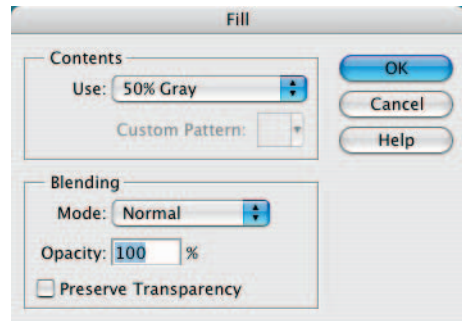 Fill
Contents
Use: 50% Gray
Custom Pattern:
OK
Cancel
Help
Blending
Mode: Normal
Opacity: 100 %
Preserve Transparency